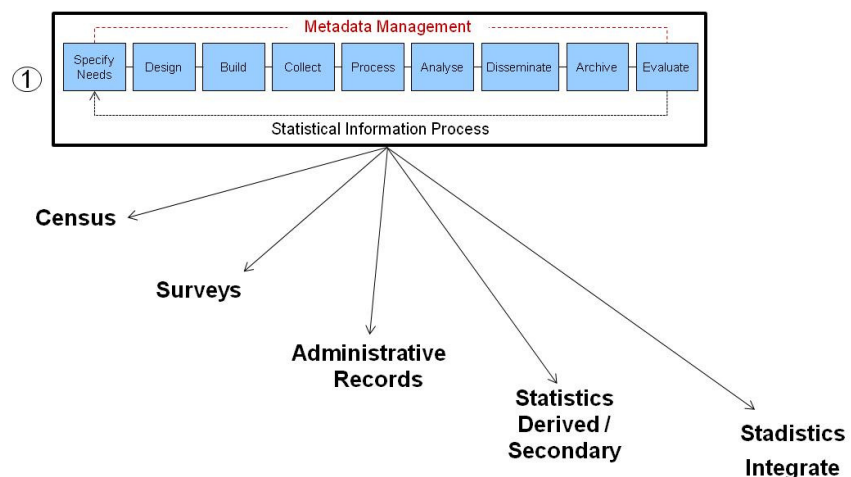 Metadata Management
①
Specify
Needs
Design
Build
Collect
Process
Analyse
Disseminate
Archive
Evaluate
Statistical Information Process
Census
Surveys
Administrative
Records
Statistics
Derived /
Secondary
Stadistics
Integrate